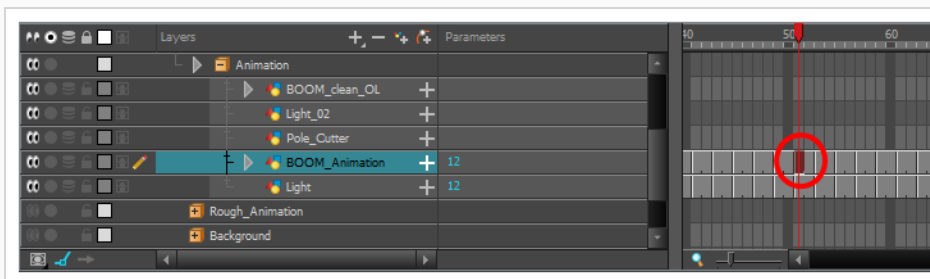 Layers Parameters 40 50 60
Animation
BOOM_clean_OL
Light_02
Pole_Cutter
BOOM_Animation 12
Light 12
Rough_Animation
Background